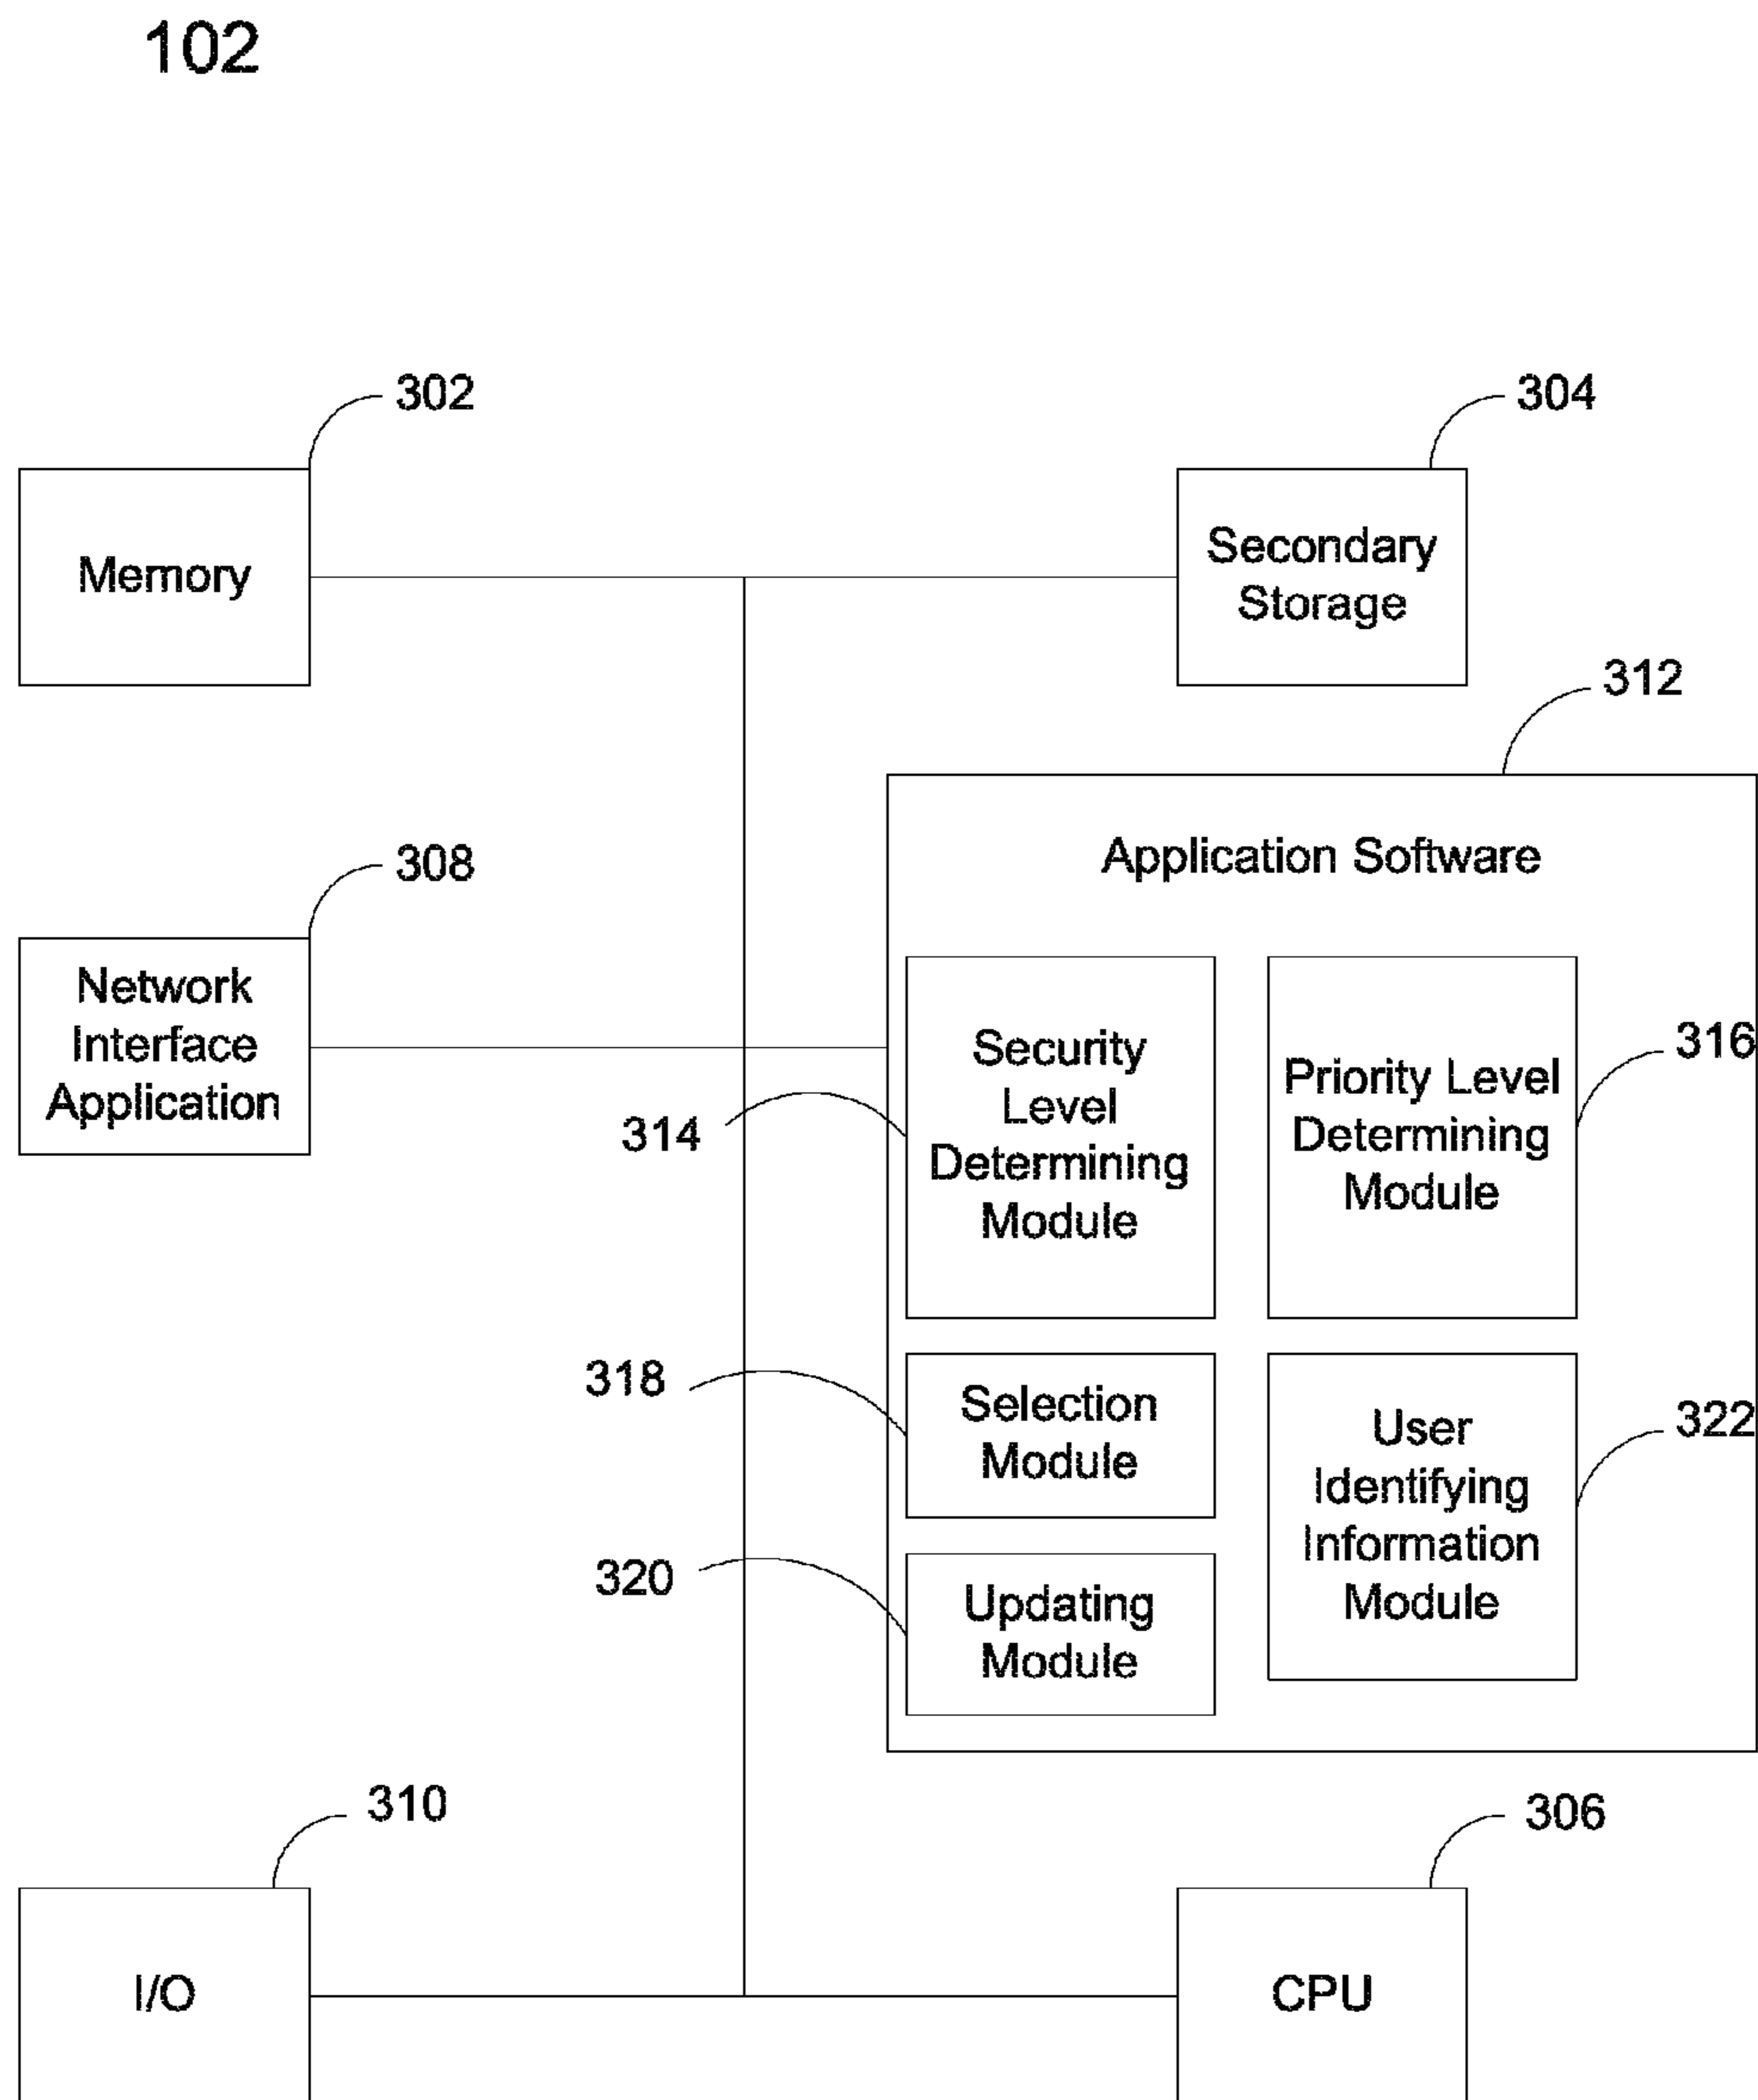 102
302
304
Memory
Secondary
Storage
312
308
Application Software
Network
Interface
Application
314
Security
Level
Determining
Module
316
Priority Level
Determining
Module
318
Selection
Module
322
User
Identifying
Information
Module
320
Updating
Module
310
306
I/O
CPU